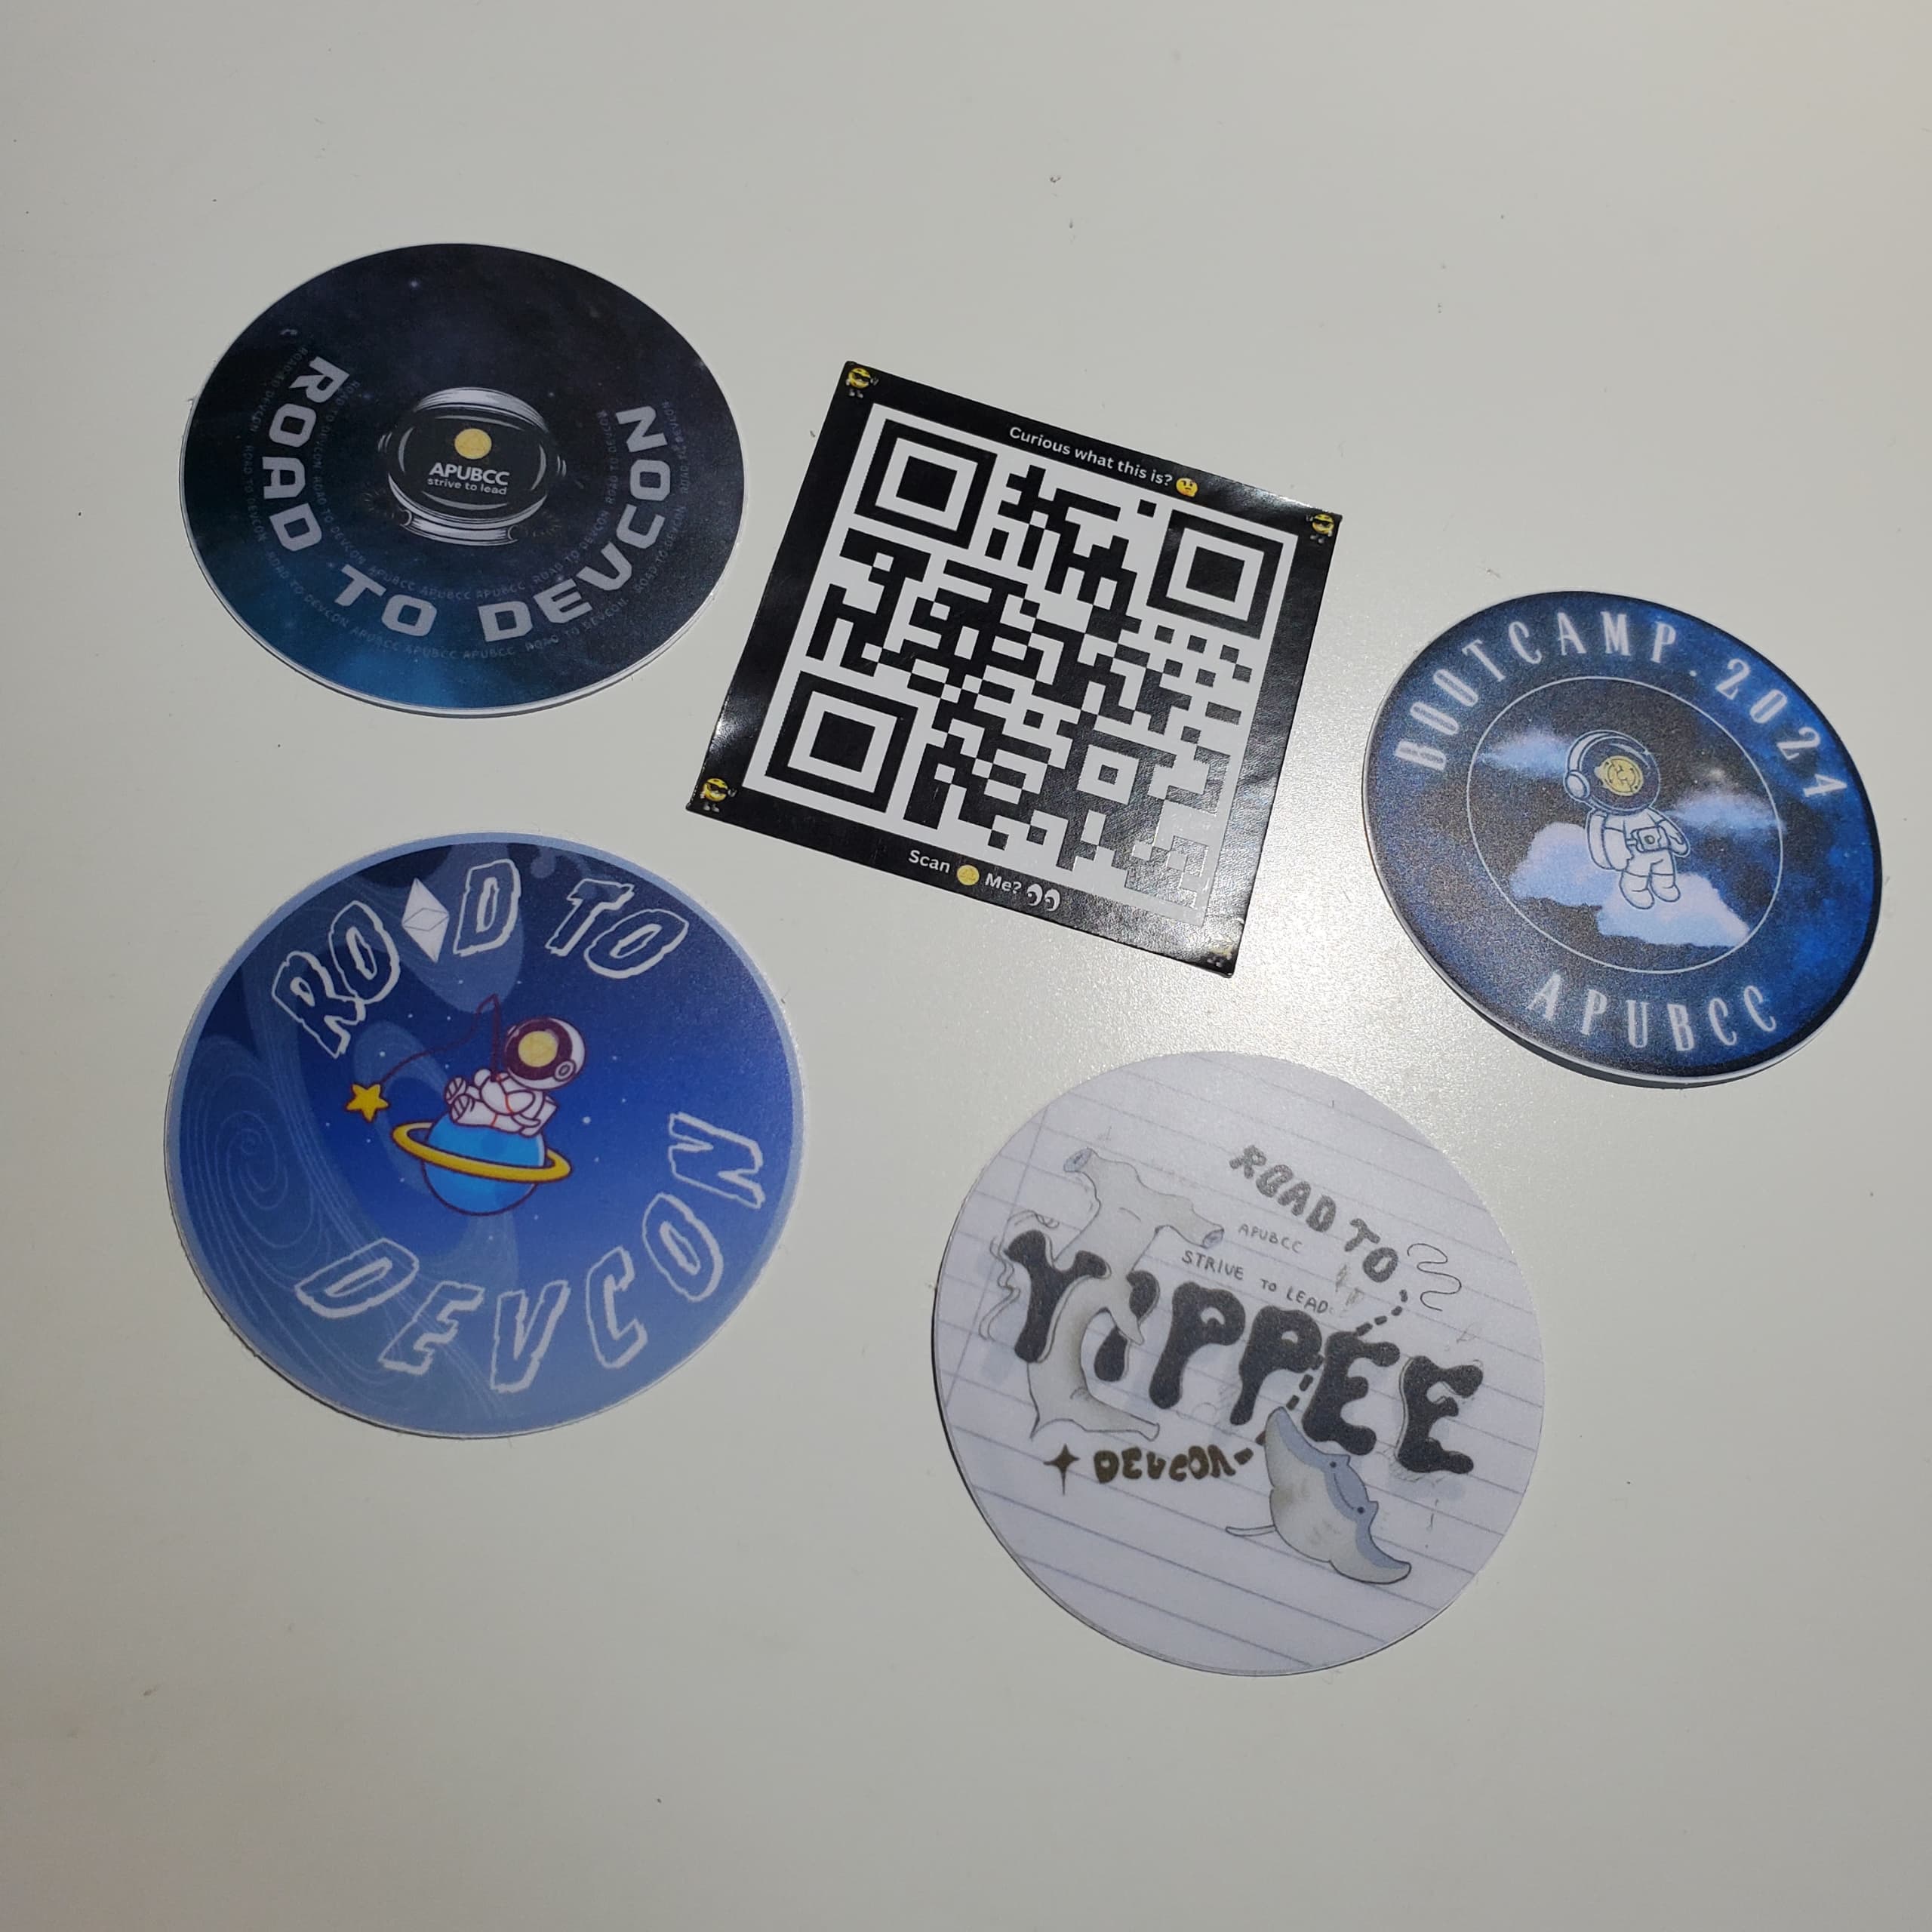 ROAD TO DEVCON
APUBCC
strive to lead
Curious what this is? 🤔
Scan 🟡 Me? 👀
BOOTCAMP.2024
APUBCC
RO♦D TO
DEVCON
ROAD TO
APUBCC
STRIVE TO LEAD
YIPPEE
DEVCON